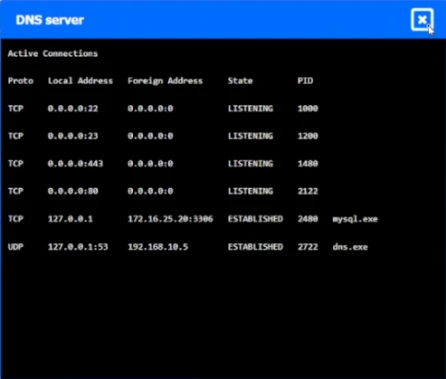 DNS server
Active Connections
Proto Local Address Foreign Address State PID
TCP 0.0.0.0:22 0.0.0.0:0 LISTENING 1000
TCP 0.0.0.0:23 0.0.0.0:0 LISTENING 1200
TCP 0.0.0.0:443 0.0.0.0:0 LISTENING 1480
TCP 0.0.0.0:80 0.0.0.0:0 LISTENING 2122
TCP 127.0.0.1 172.16.25.20:3306 ESTABLISHED 2480 mysql.exe
UDP 127.0.0.1:53 192.168.10.5 ESTABLISHED 2722 dns.exe